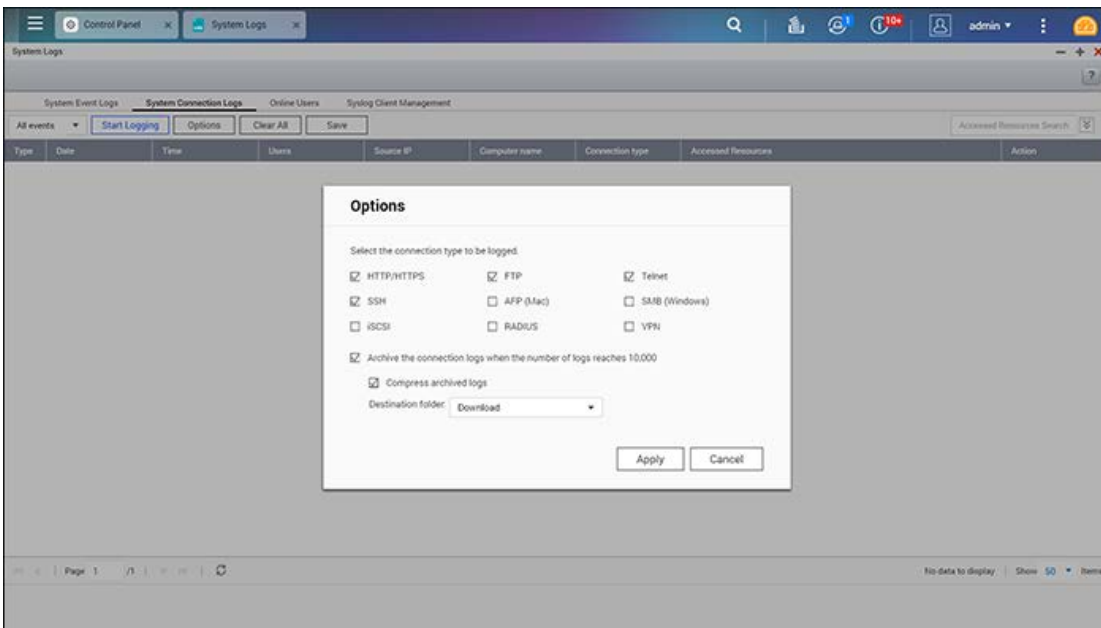 Control Panel × System Logs × 1 10+ admin
System Logs
?
System Event Logs System Connection Logs Online Users Syslog Client Management
All events Start Logging Options Clear All Save Accessed Resources Search
Type Date Time Users Source IP Computer name Connection type Accessed Resources Action
Options
Select the connection type to be logged.
HTTP/HTTPS FTP Telnet
SSH AFP (Mac) SMB (Windows)
iSCSI RADIUS VPN
Archive the connection logs when the number of logs reaches 10,000
Compress archived logs
Destination folder: Download
Apply Cancel
Page 1 /1 No data to display Show 50 Items